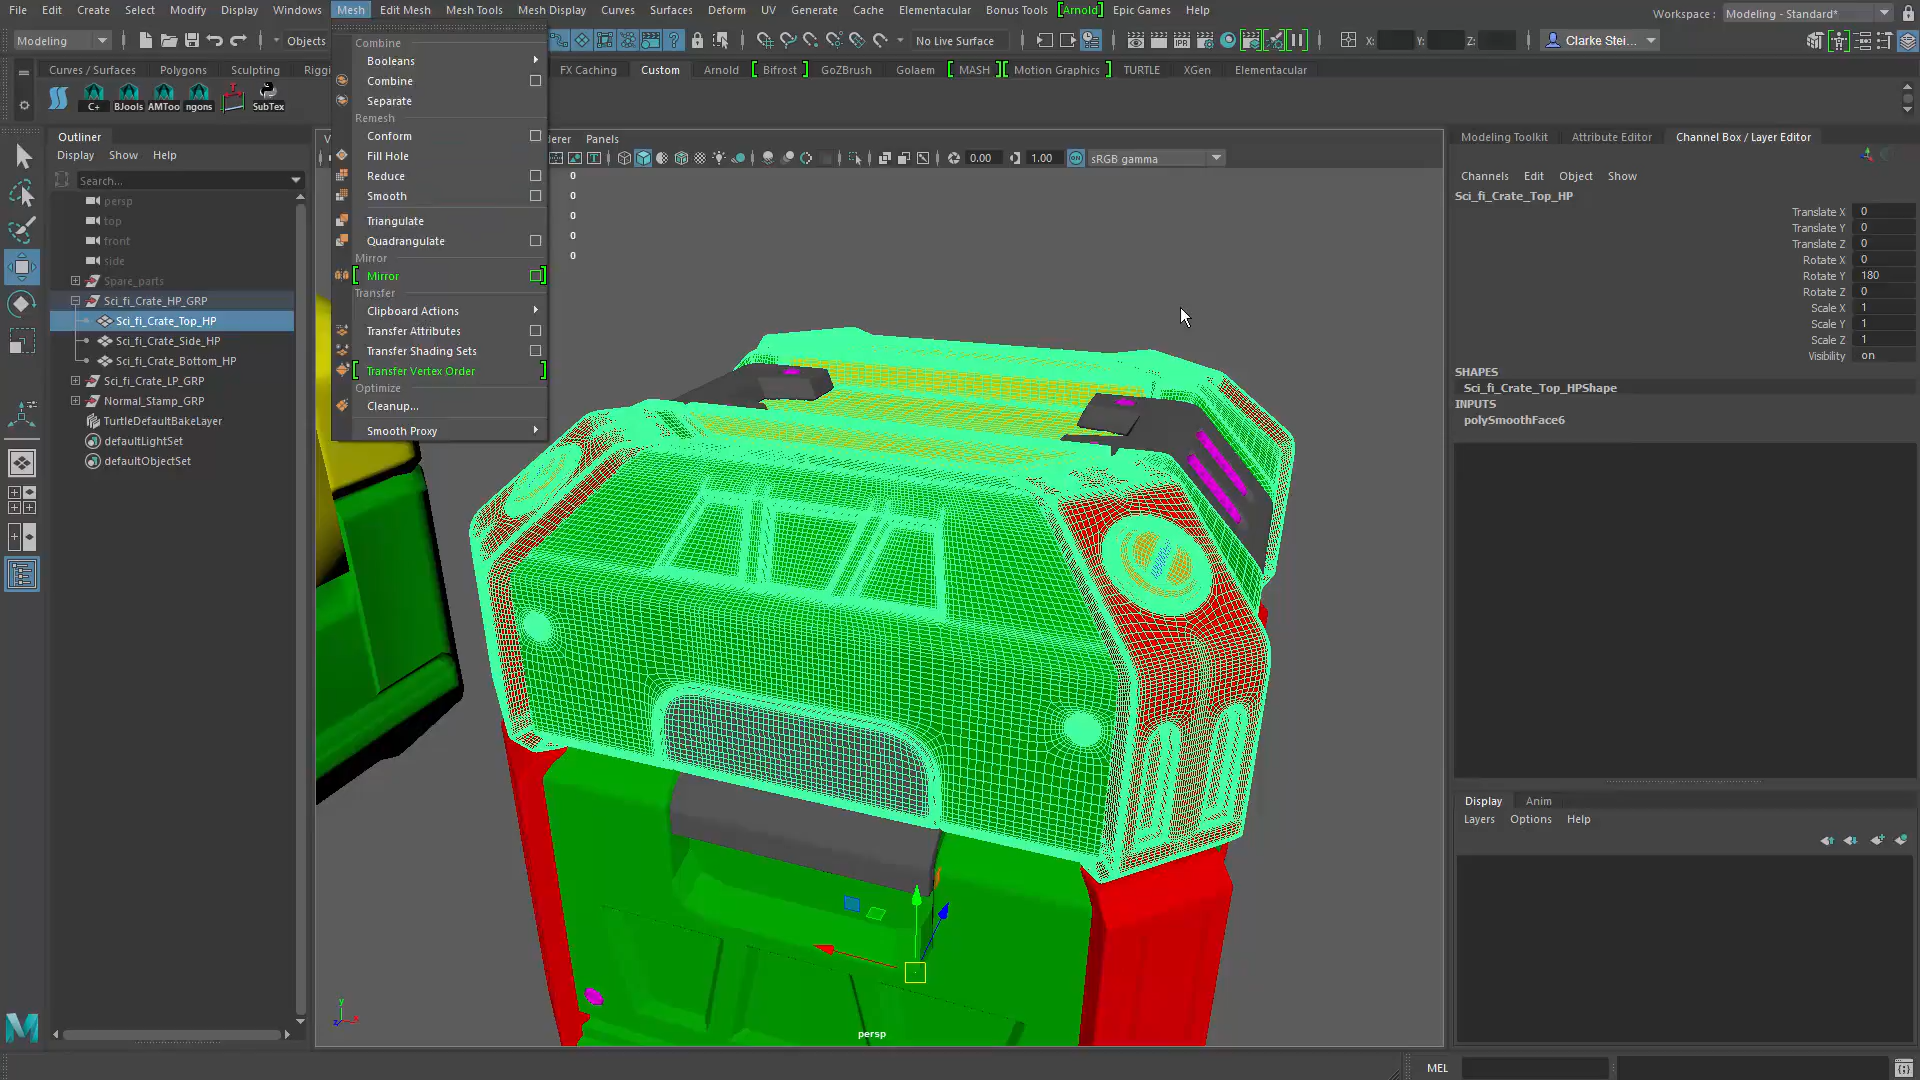 File Edit Create Select Modify Display Windows Mesh Edit Mesh Mesh Tools Mesh Display Curves Surfaces Deform UV Generate Cache Elementacular Bonus Tools [Arnold] Epic Games Help
Workspace : Modeling - Standard*
Modeling Objects No Live Surface X: Y: Z: Clarke Stei...
Curves / Surfaces Polygons Sculpting Riggi FX Caching Custom Arnold [ Bifrost ] GoZBrush Golaem [ MASH ] [ Motion Graphics ] TURTLE XGen Elementacular
C+ BJools AMToo ngons SubTex
Outliner
Display Show Help
Search...
persp
top
front
side
Spare_parts
Sci_fi_Crate_HP_GRP
Sci_fi_Crate_Top_HP
Sci_fi_Crate_Side_HP
Sci_fi_Crate_Bottom_HP
Sci_fi_Crate_LP_GRP
Normal_Stamp_GRP
TurtleDefaultBakeLayer
defaultLightSet
defaultObjectSet
Combine
Booleans
Combine
Separate
Remesh
Conform
Fill Hole
Reduce
Smooth
Triangulate
Quadrangulate
Mirror
[ Mirror ]
Transfer
Clipboard Actions
Transfer Attributes
Transfer Shading Sets
[ Transfer Vertex Order ]
Optimize
Cleanup...
Smooth Proxy
V derer Panels
0.00 1.00 ON sRGB gamma
0
0
0
0
0
persp
y
Modeling Toolkit Attribute Editor Channel Box / Layer Editor
Channels Edit Object Show
Sci_fi_Crate_Top_HP
Translate X 0
Translate Y 0
Translate Z 0
Rotate X 0
Rotate Y 180
Rotate Z 0
Scale X 1
Scale Y 1
Scale Z 1
Visibility on
SHAPES
Sci_fi_Crate_Top_HPShape
INPUTS
polySmoothFace6
Display Anim
Layers Options Help
MEL